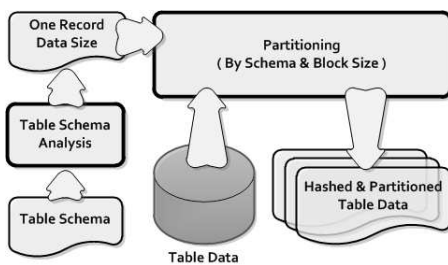 One Record
Data Size
Partitioning
( By Schema & Block Size )
Table Schema
Analysis
Table Schema
Hashed & Partitioned
Table Data
Table Data